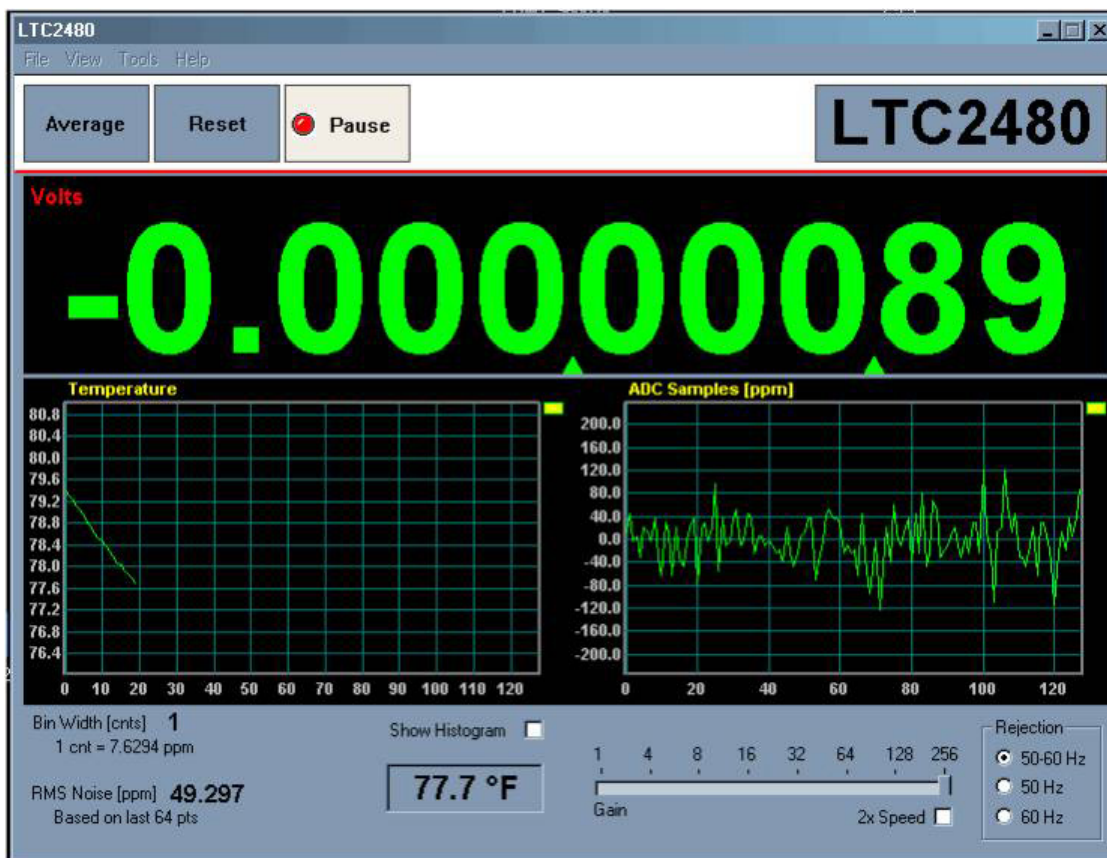 LTC2480
File View Tools Help
Average Reset Pause LTC2480
Volts
-0.00000089
Temperature
80.8
80.4
80.0
79.6
79.2
78.8
78.4
78.0
77.6
77.2
76.8
76.4
0 10 20 30 40 50 60 70 80 90 100 110 120
ADC Samples [ppm]
200.0
160.0
120.0
80.0
40.0
0.0
-40.0
-80.0
-120.0
-160.0
-200.0
0 20 40 60 80 100 120
Bin Width [cnts] 1
1 cnt = 7.6294 ppm
RMS Noise [ppm] 49.297
Based on last 64 pts
Show Histogram
77.7 °F
1 4 8 16 32 64 128 256
Gain
2x Speed
Rejection
50-60 Hz
50 Hz
60 Hz